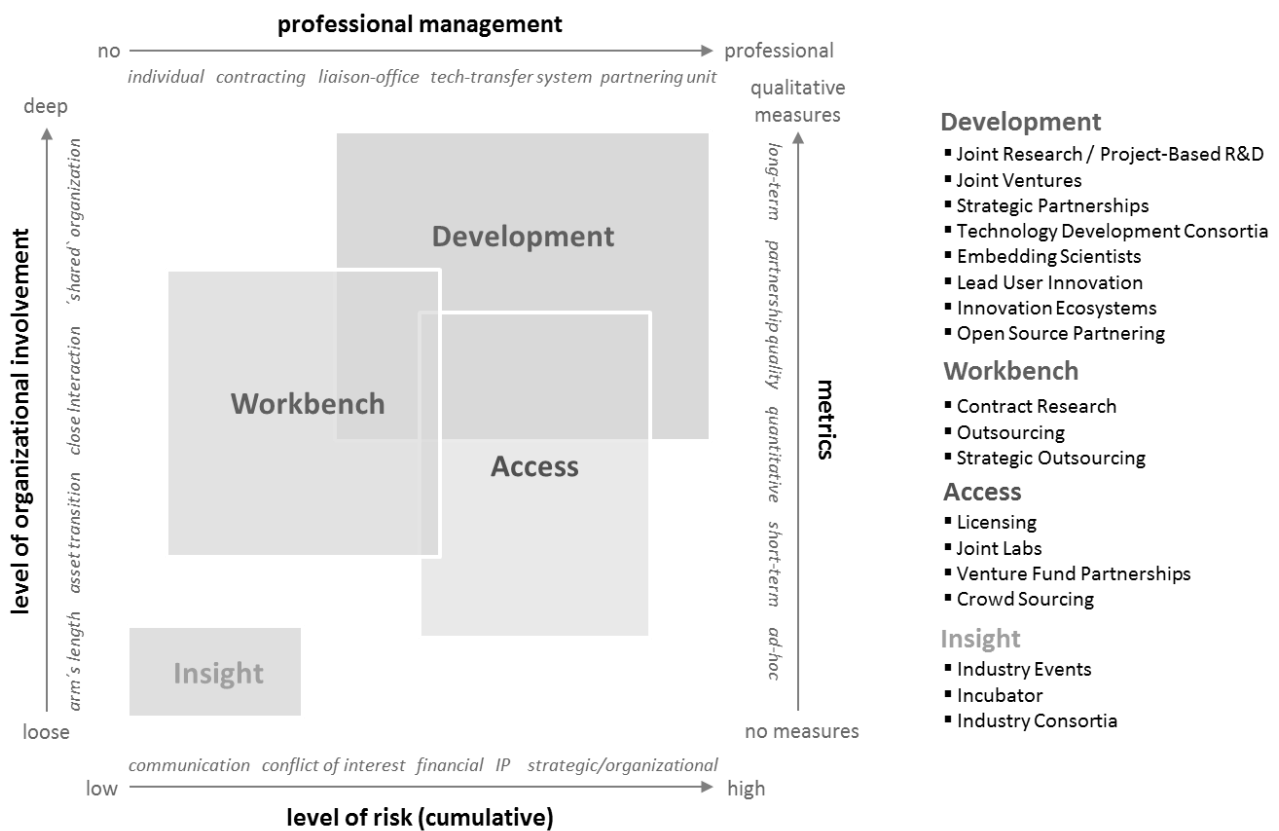 professional management
no
professional
individual contracting liaison-office tech-transfer system partnering unit
deep
qualitative
measures
level of organizational involvement
arm´s length asset transition close Interaction ´shared` organization
Development
Workbench
Access
Insight
long-term partnership quality quantitative short-term ad-hoc
metrics
loose
no measures
communication conflict of interest financial IP strategic/organizational
low
high
level of risk (cumulative)
Development
▪ Joint Research / Project-Based R&D
▪ Joint Ventures
▪ Strategic Partnerships
▪ Technology Development Consortia
▪ Embedding Scientists
▪ Lead User Innovation
▪ Innovation Ecosystems
▪ Open Source Partnering
Workbench
▪ Contract Research
▪ Outsourcing
▪ Strategic Outsourcing
Access
▪ Licensing
▪ Joint Labs
▪ Venture Fund Partnerships
▪ Crowd Sourcing
Insight
▪ Industry Events
▪ Incubator
▪ Industry Consortia